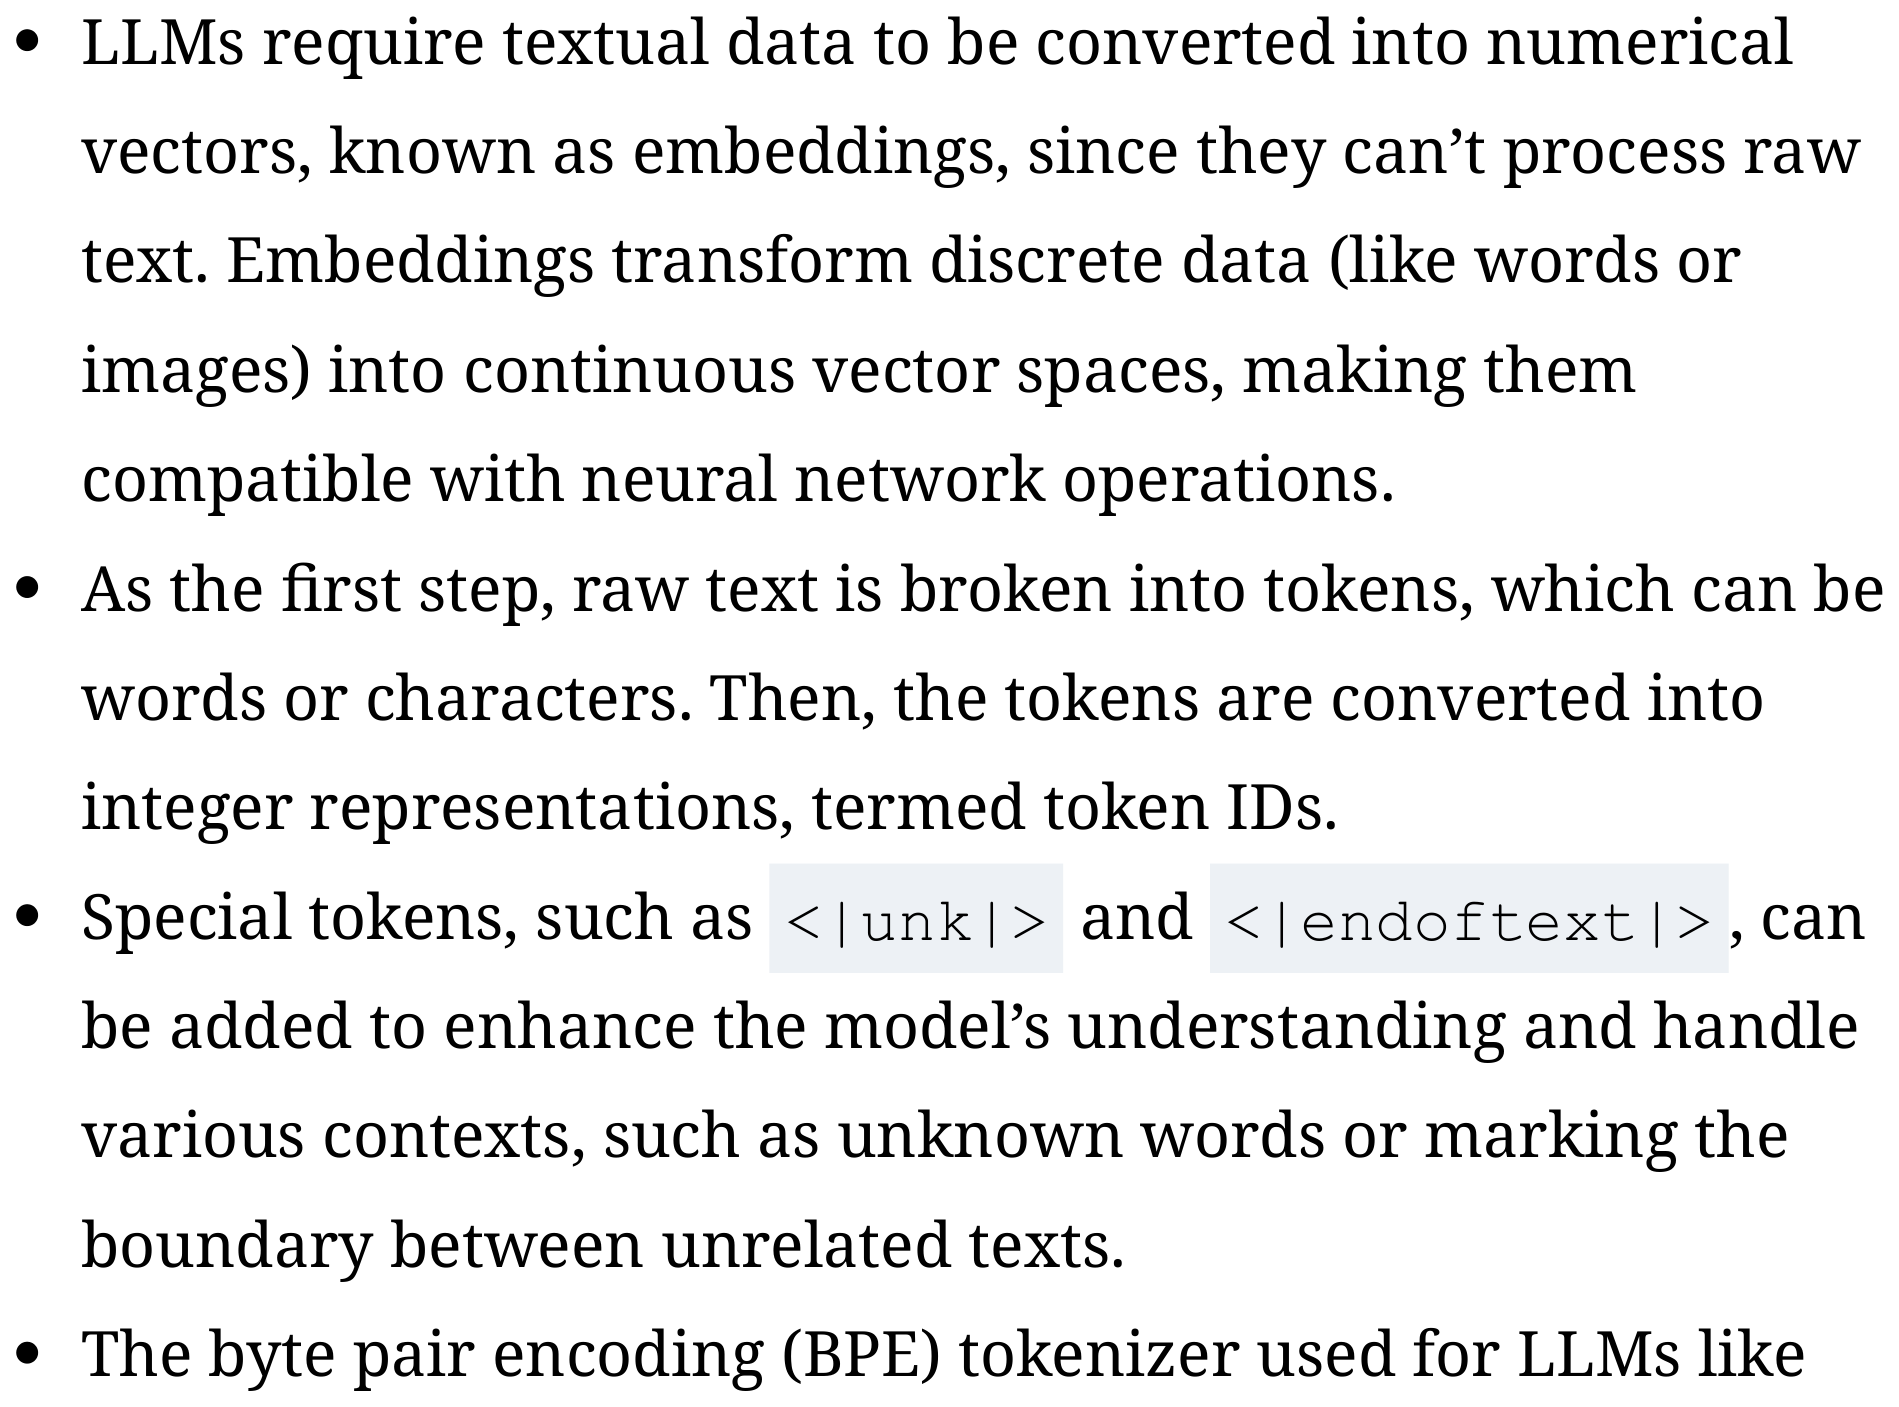 • LLMs require textual data to be converted into numerical
vectors, known as embeddings, since they can’t process raw
text. Embeddings transform discrete data (like words or
images) into continuous vector spaces, making them
compatible with neural network operations.
• As the first step, raw text is broken into tokens, which can be
words or characters. Then, the tokens are converted into
integer representations, termed token IDs.
• Special tokens, such as <|unk|> and <|endoftext|>, can
be added to enhance the model’s understanding and handle
various contexts, such as unknown words or marking the
boundary between unrelated texts.
• The byte pair encoding (BPE) tokenizer used for LLMs like